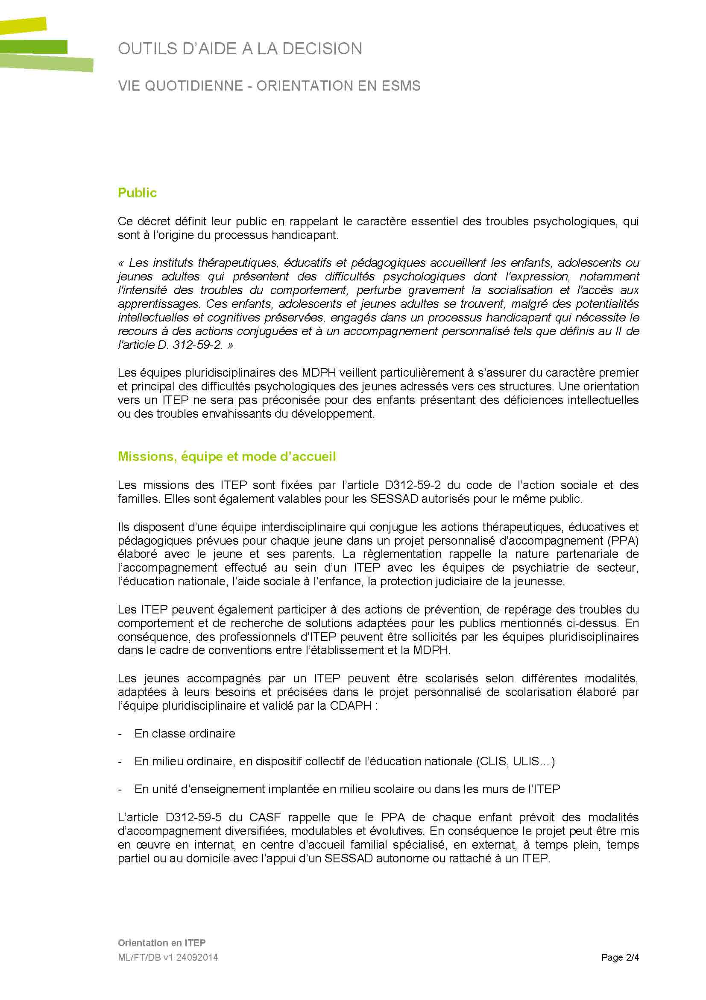 OUTILS D’AIDE A LA DECISION
VIE QUOTIDIENNE - ORIENTATION EN ESMS
Public
Ce décret définit leur public en rappelant le caractère essentiel des troubles psychologiques, qui
sont à l’origine du processus handicapant.
« Les instituts thérapeutiques, éducatifs et pédagogiques accueillent les enfants, adolescents ou
jeunes adultes qui présentent des difficultés psychologiques dont l'expression, notamment
l'intensité des troubles du comportement, perturbe gravement la socialisation et l'accès aux
apprentissages. Ces enfants, adolescents et jeunes adultes se trouvent, malgré des potentialités
intellectuelles et cognitives préservées, engagés dans un processus handicapant qui nécessite le
recours à des actions conjuguées et à un accompagnement personnalisé tels que définis au II de
l'article D. 312-59-2. »
Les équipes pluridisciplinaires des MDPH veillent particulièrement à s’assurer du caractère premier
et principal des difficultés psychologiques des jeunes adressés vers ces structures. Une orientation
vers un ITEP ne sera pas préconisée pour des enfants présentant des déficiences intellectuelles
ou des troubles envahissants du développement.
Missions, équipe et mode d’accueil
Les missions des ITEP sont fixées par l’article D312-59-2 du code de l’action sociale et des
familles. Elles sont également valables pour les SESSAD autorisés pour le même public.
Ils disposent d’une équipe interdisciplinaire qui conjugue les actions thérapeutiques, éducatives et
pédagogiques prévues pour chaque jeune dans un projet personnalisé d’accompagnement (PPA)
élaboré avec le jeune et ses parents. La règlementation rappelle la nature partenariale de
l’accompagnement effectué au sein d’un ITEP avec les équipes de psychiatrie de secteur,
l’éducation nationale, l’aide sociale à l’enfance, la protection judiciaire de la jeunesse.
Les ITEP peuvent également participer à des actions de prévention, de repérage des troubles du
comportement et de recherche de solutions adaptées pour les publics mentionnés ci-dessus. En
conséquence, des professionnels d’ITEP peuvent être sollicités par les équipes pluridisciplinaires
dans le cadre de conventions entre l’établissement et la MDPH.
Les jeunes accompagnés par un ITEP peuvent être scolarisés selon différentes modalités,
adaptées à leurs besoins et précisées dans le projet personnalisé de scolarisation élaboré par
l’équipe pluridisciplinaire et validé par la CDAPH :
- En classe ordinaire
- En milieu ordinaire, en dispositif collectif de l’éducation nationale (CLIS, ULIS…)
- En unité d’enseignement implantée en milieu scolaire ou dans les murs de l’ITEP
L’article D312-59-5 du CASF rappelle que le PPA de chaque enfant prévoit des modalités
d’accompagnement diversifiées, modulables et évolutives. En conséquence le projet peut être mis
en œuvre en internat, en centre d’accueil familial spécialisé, en externat, à temps plein, temps
partiel ou au domicile avec l’appui d’un SESSAD autonome ou rattaché à un ITEP.
Orientation en ITEP
ML/FT/DB v1 24092014
Page 2/4